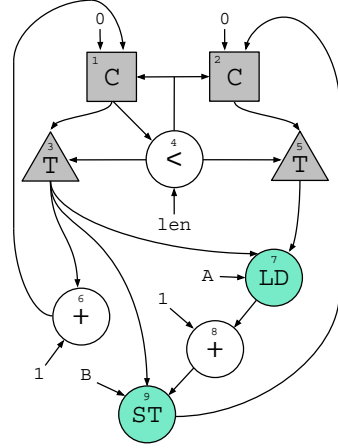 0 0
1 C 2 C
3 T 4 < 5 T
len
A 7 LD
6 + 1 8 +
1 B 9 ST